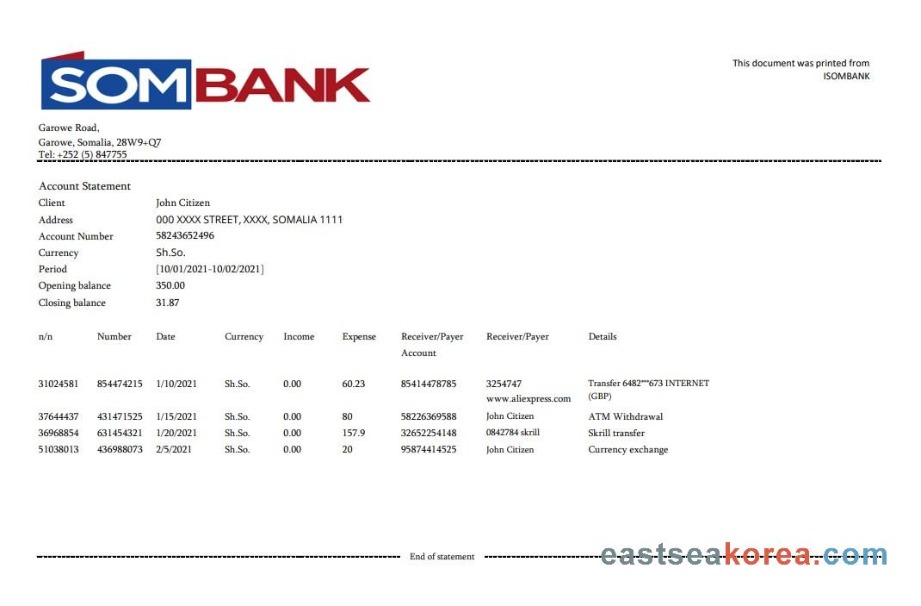 SOMBANK
This document was printed from
ISOMBANK
Garowe Road,
Garowe, Somalia, 28W9+Q7
Tel: +252 (5) 847755
Account Statement
Client John Citizen
Address 000 XXXX STREET, XXXX, SOMALIA 1111
Account Number 58243652496
Currency Sh.So.
Period [10/01/2021-10/02/2021]
Opening balance 350.00
Closing balance 31.87
n/n Number Date Currency Income Expense Receiver/Payer Account Receiver/Payer Details
31024581 854474215 1/10/2021 Sh.So. 0.00 60.23 85414478785 3254747 www.aliexpress.com Transfer 6482***673 INTERNET (GBP)
37644437 431471525 1/15/2021 Sh.So. 0.00 80 58226369588 John Citizen ATM Withdrawal
36968854 631454321 1/20/2021 Sh.So. 0.00 157.9 32652254148 0842784 skrill Skrill transfer
51038013 436988073 2/5/2021 Sh.So. 0.00 20 95874414525 John Citizen Currency exchange
End of statement
eastseakorea.com